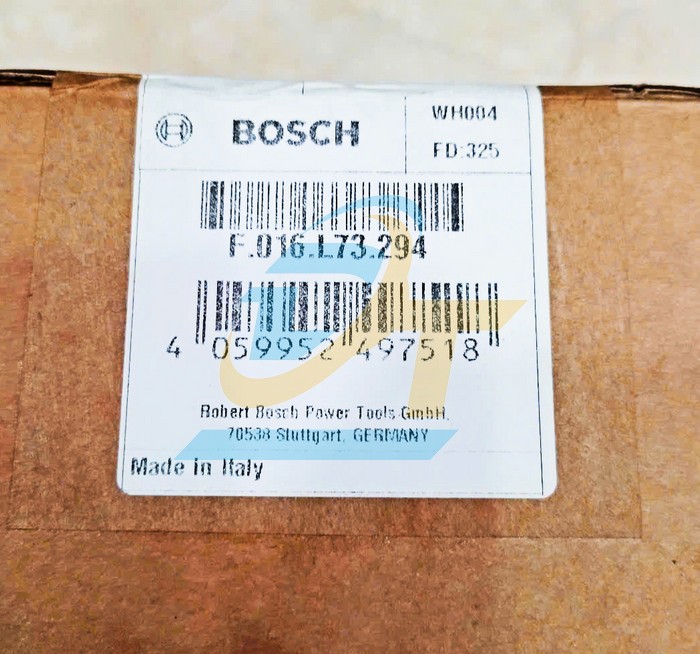 BOSCH
WH004
FD:325
F.016.L73.294
4 059952 497518
Robert Bosch Power Tools GmbH,
70538 Stuttgart, GERMANY
Made in Italy